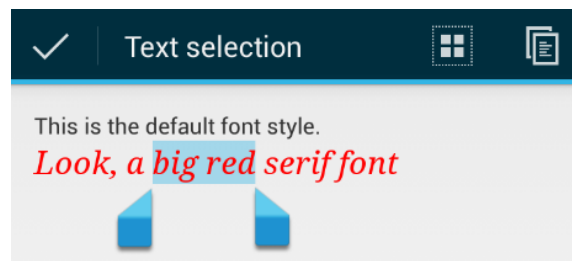 Text selection
This is the default font style.
Look, a big red serif font